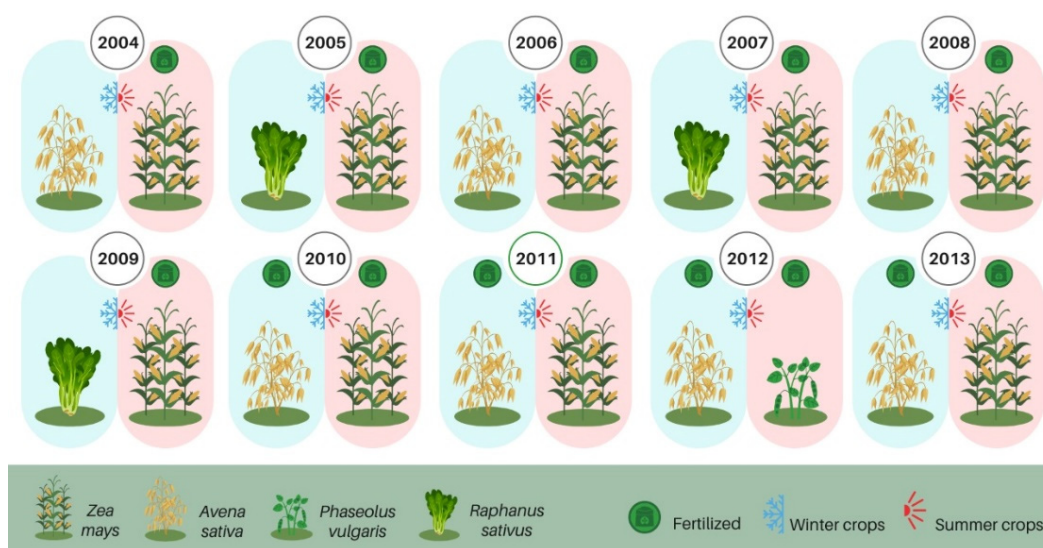 2004 2005 2006 2007 2008
2009 2010 2011 2012 2013
Zea
mays
Avena
sativa
Phaseolus
vulgaris
Raphanus
sativus
Fertilized
Winter crops
Summer crops